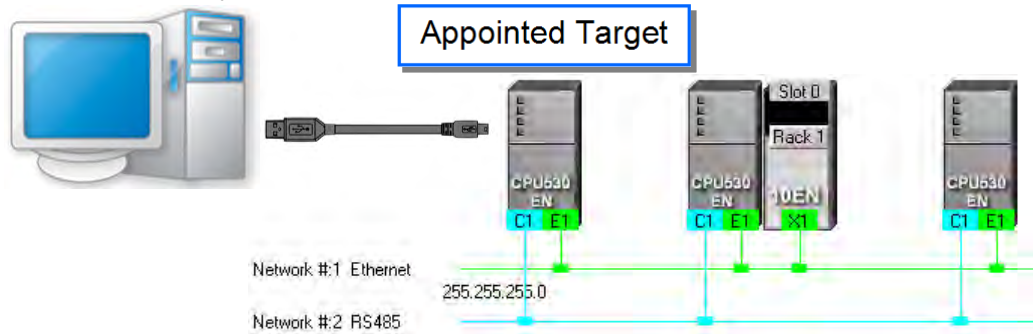 Appointed Target
Slot 0
Rack 1
CPU530
EN
C1 E1
CPU530
EN
C1 E1
10EN
X1
CPU530
EN
C1 E1
Network #:1 Ethernet
255.255.255.0
Network #:2 RS485